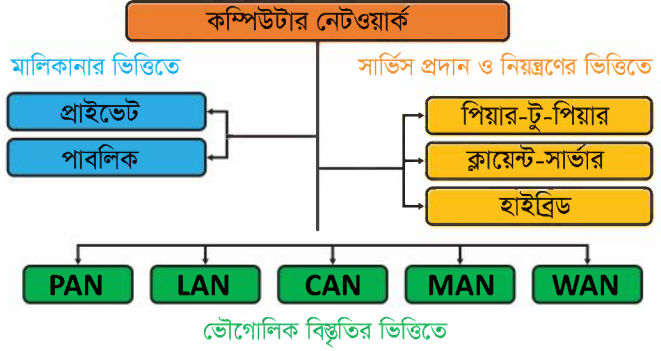 কম্পিউটার নেটওয়ার্ক
মালিকানার ভিত্তিতে
প্রাইভেট
পাবলিক
সার্ভিস প্রদান ও নিয়ন্ত্রণের ভিত্তিতে
পিয়ার-টু-পিয়ার
ক্লায়েন্ট-সার্ভার
হাইব্রিড
PAN LAN CAN MAN WAN
ভৌগোলিক বিস্তৃতির ভিত্তিতে